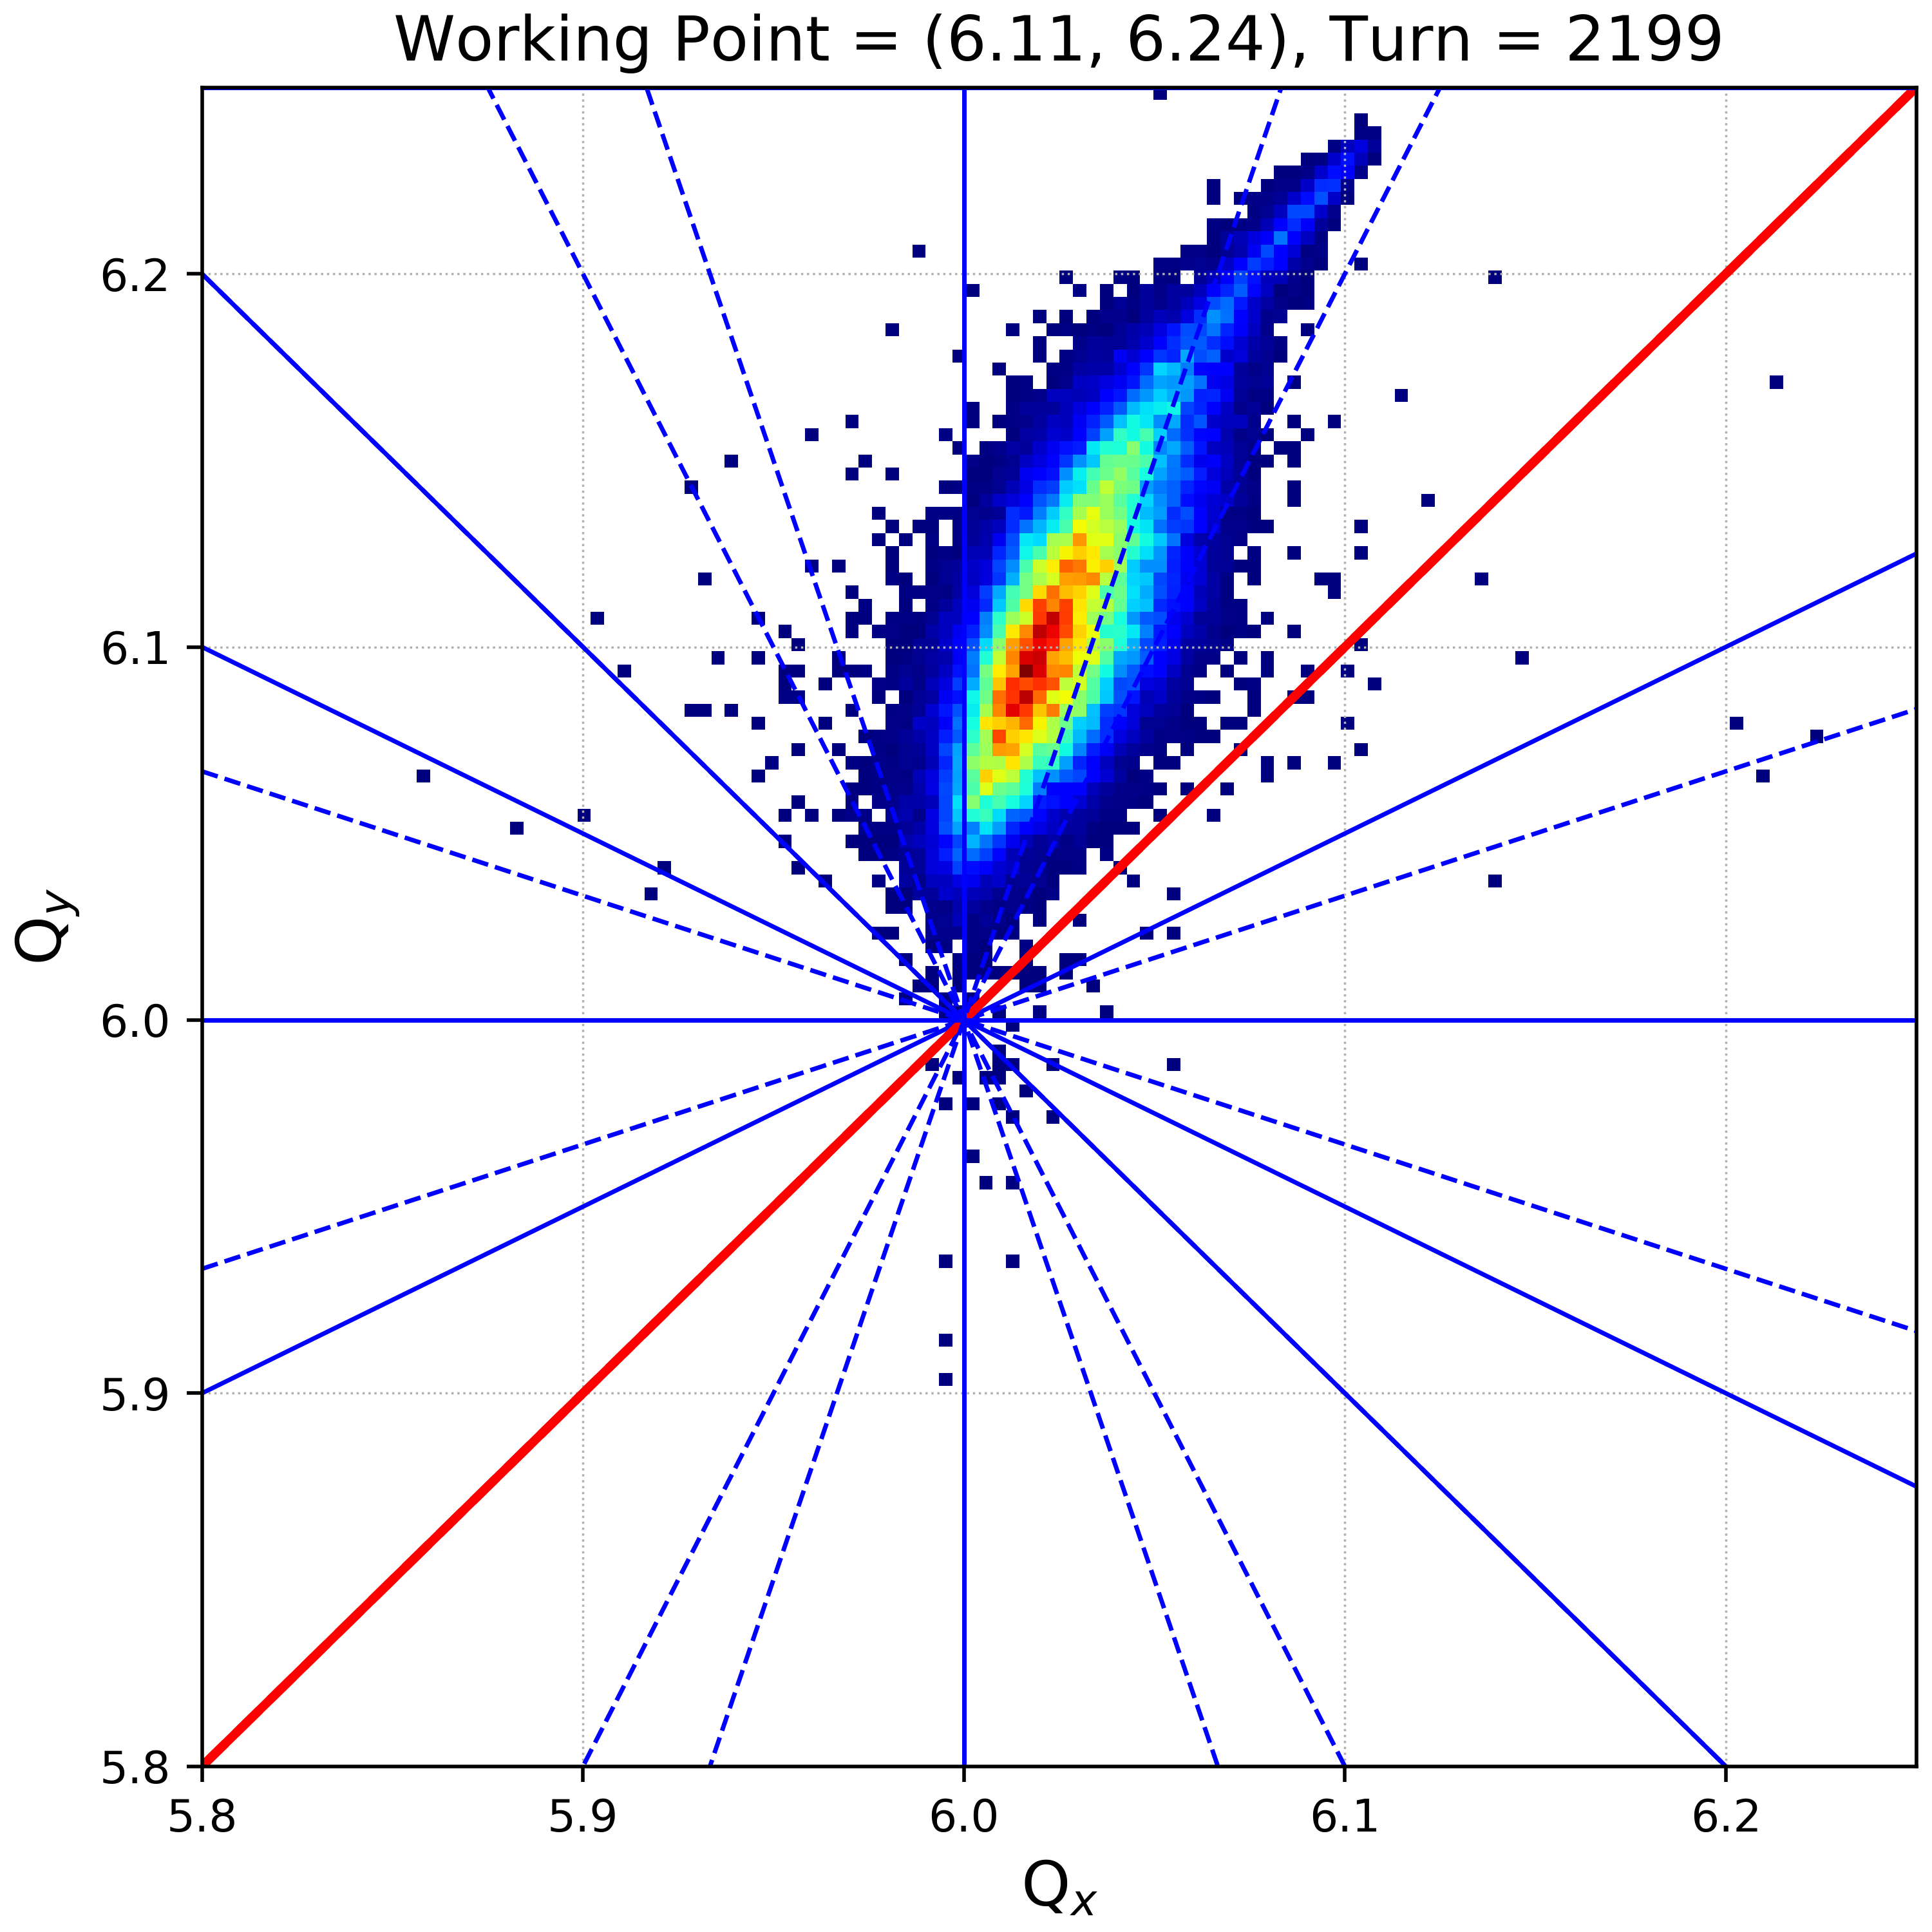 Working Point = (6.11, 6.24), Turn = 2199
6.2
6.1
6.0
5.9
5.8
Qy
5.8 5.9 6.0 6.1 6.2
Qx